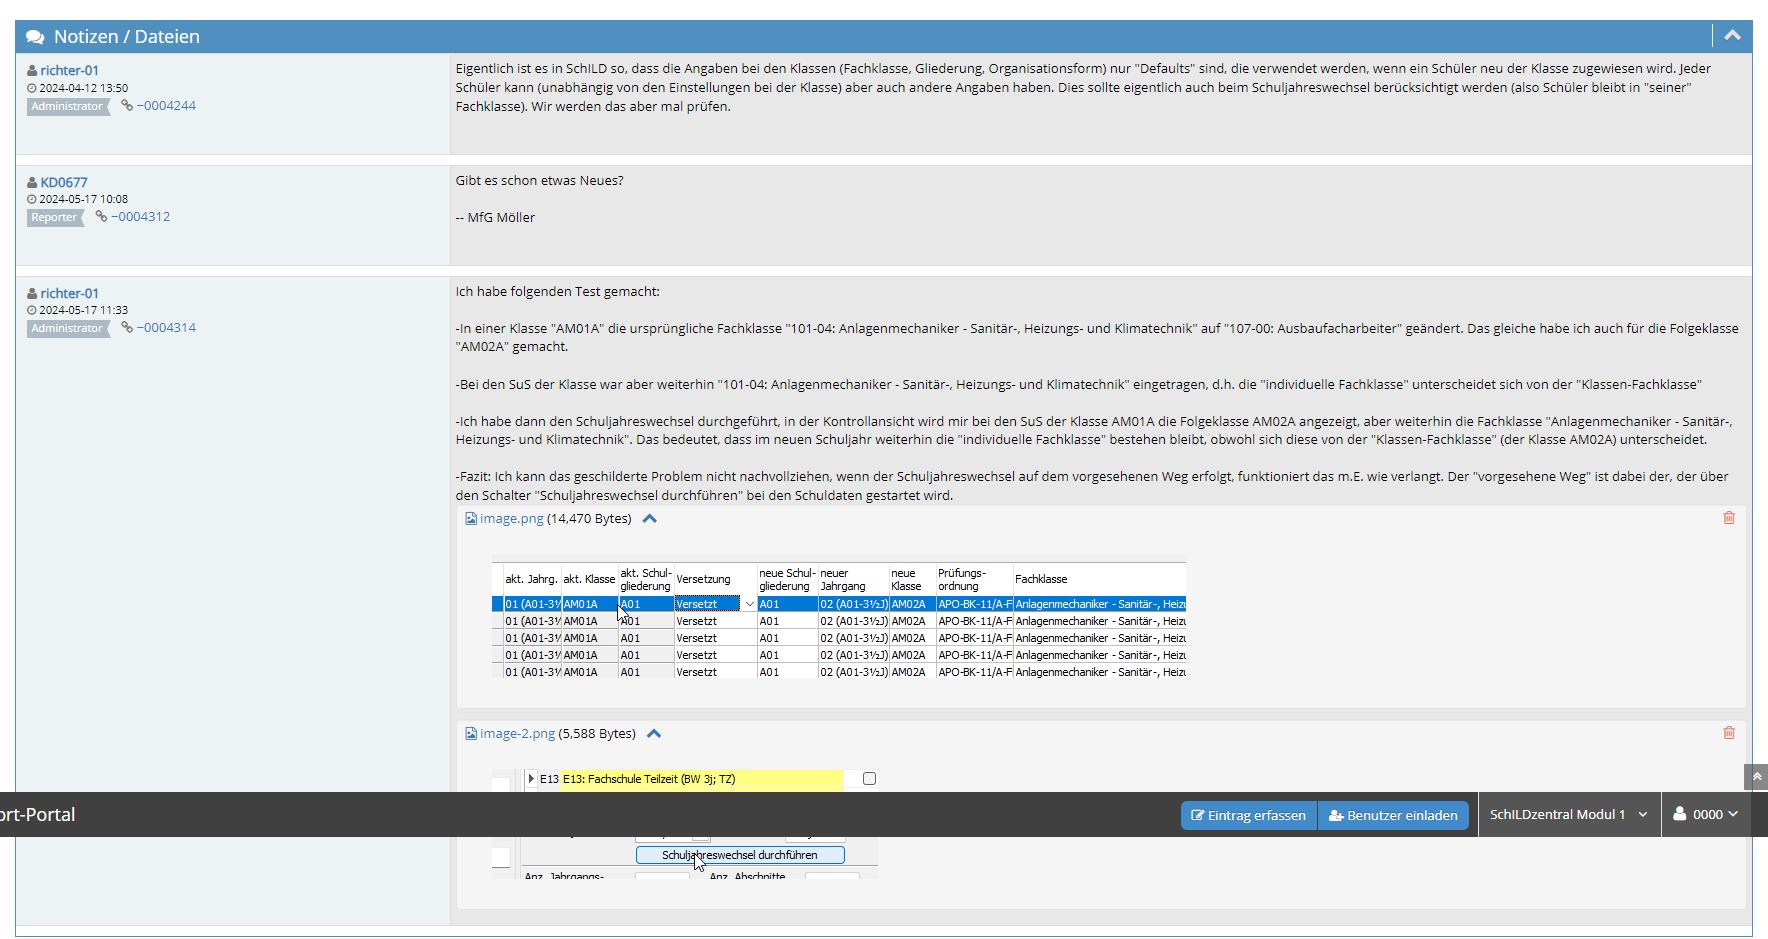 Notizen / Dateien
richter-01
2024-04-12 13:50
Administrator ~0004244
Eigentlich ist es in SchILD so, dass die Angaben bei den Klassen (Fachklasse, Gliederung, Organisationsform) nur "Defaults" sind, die verwendet werden, wenn ein Schüler neu der Klasse zugewiesen wird. Jeder
Schüler kann (unabhängig von den Einstellungen bei der Klasse) aber auch andere Angaben haben. Dies sollte eigentlich auch beim Schuljahreswechsel berücksichtigt werden (also Schüler bleibt in "seiner"
Fachklasse). Wir werden das aber mal prüfen.
KD0677
2024-05-17 10:08
Reporter ~0004312
Gibt es schon etwas Neues?
-- MfG Möller
richter-01
2024-05-17 11:33
Administrator ~0004314
Ich habe folgenden Test gemacht:
-In einer Klasse "AM01A" die ursprüngliche Fachklasse "101-04: Anlagenmechaniker - Sanitär-, Heizungs- und Klimatechnik" auf "107-00: Ausbaufacharbeiter" geändert. Das gleiche habe ich auch für die Folgeklasse
"AM02A" gemacht.
-Bei den SuS der Klasse war aber weiterhin "101-04: Anlagenmechaniker - Sanitär-, Heizungs- und Klimatechnik" eingetragen, d.h. die "individuelle Fachklasse" unterscheidet sich von der "Klassen-Fachklasse"
-Ich habe dann den Schuljahreswechsel durchgeführt, in der Kontrollansicht wird mir bei den SuS der Klasse AM01A die Folgeklasse AM02A angezeigt, aber weiterhin die Fachklasse "Anlagenmechaniker - Sanitär-,
Heizungs- und Klimatechnik". Das bedeutet, dass im neuen Schuljahr weiterhin die "individuelle Fachklasse" bestehen bleibt, obwohl sich diese von der "Klassen-Fachklasse" (der Klasse AM02A) unterscheidet.
-Fazit: Ich kann das geschilderte Problem nicht nachvollziehen, wenn der Schuljahreswechsel auf dem vorgesehenen Weg erfolgt, funktioniert das m.E. wie verlangt. Der "vorgesehene Weg" ist dabei der, der über
den Schalter "Schuljahreswechsel durchführen" bei den Schuldaten gestartet wird.
image.png (14,470 Bytes)
akt. Jahrg. akt. Klasse akt. Schul-gliederung Versetzung neue Schul-gliederung neuer Jahrgang neue Klasse Prüfungs-ordnung Fachklasse
01 (A01-3½ AM01A A01 Versetzt A01 02 (A01-3½J) AM02A APO-BK-11/A-F Anlagenmechaniker - Sanitär-, Heizu
01 (A01-3½ AM01A A01 Versetzt A01 02 (A01-3½J) AM02A APO-BK-11/A-F Anlagenmechaniker - Sanitär-, Heizu
01 (A01-3½ AM01A A01 Versetzt A01 02 (A01-3½J) AM02A APO-BK-11/A-F Anlagenmechaniker - Sanitär-, Heizu
01 (A01-3½ AM01A A01 Versetzt A01 02 (A01-3½J) AM02A APO-BK-11/A-F Anlagenmechaniker - Sanitär-, Heizu
01 (A01-3½ AM01A A01 Versetzt A01 02 (A01-3½J) AM02A APO-BK-11/A-F Anlagenmechaniker - Sanitär-, Heizu
image-2.png (5,588 Bytes)
E13 E13: Fachschule Teilzeit (BW 3j; TZ)
ort-Portal Eintrag erfassen Benutzer einladen SchILDzentral Modul 1 0000
Schuljahreswechsel durchführen
Anz. Jahrgangs- Anz. Abschnitte